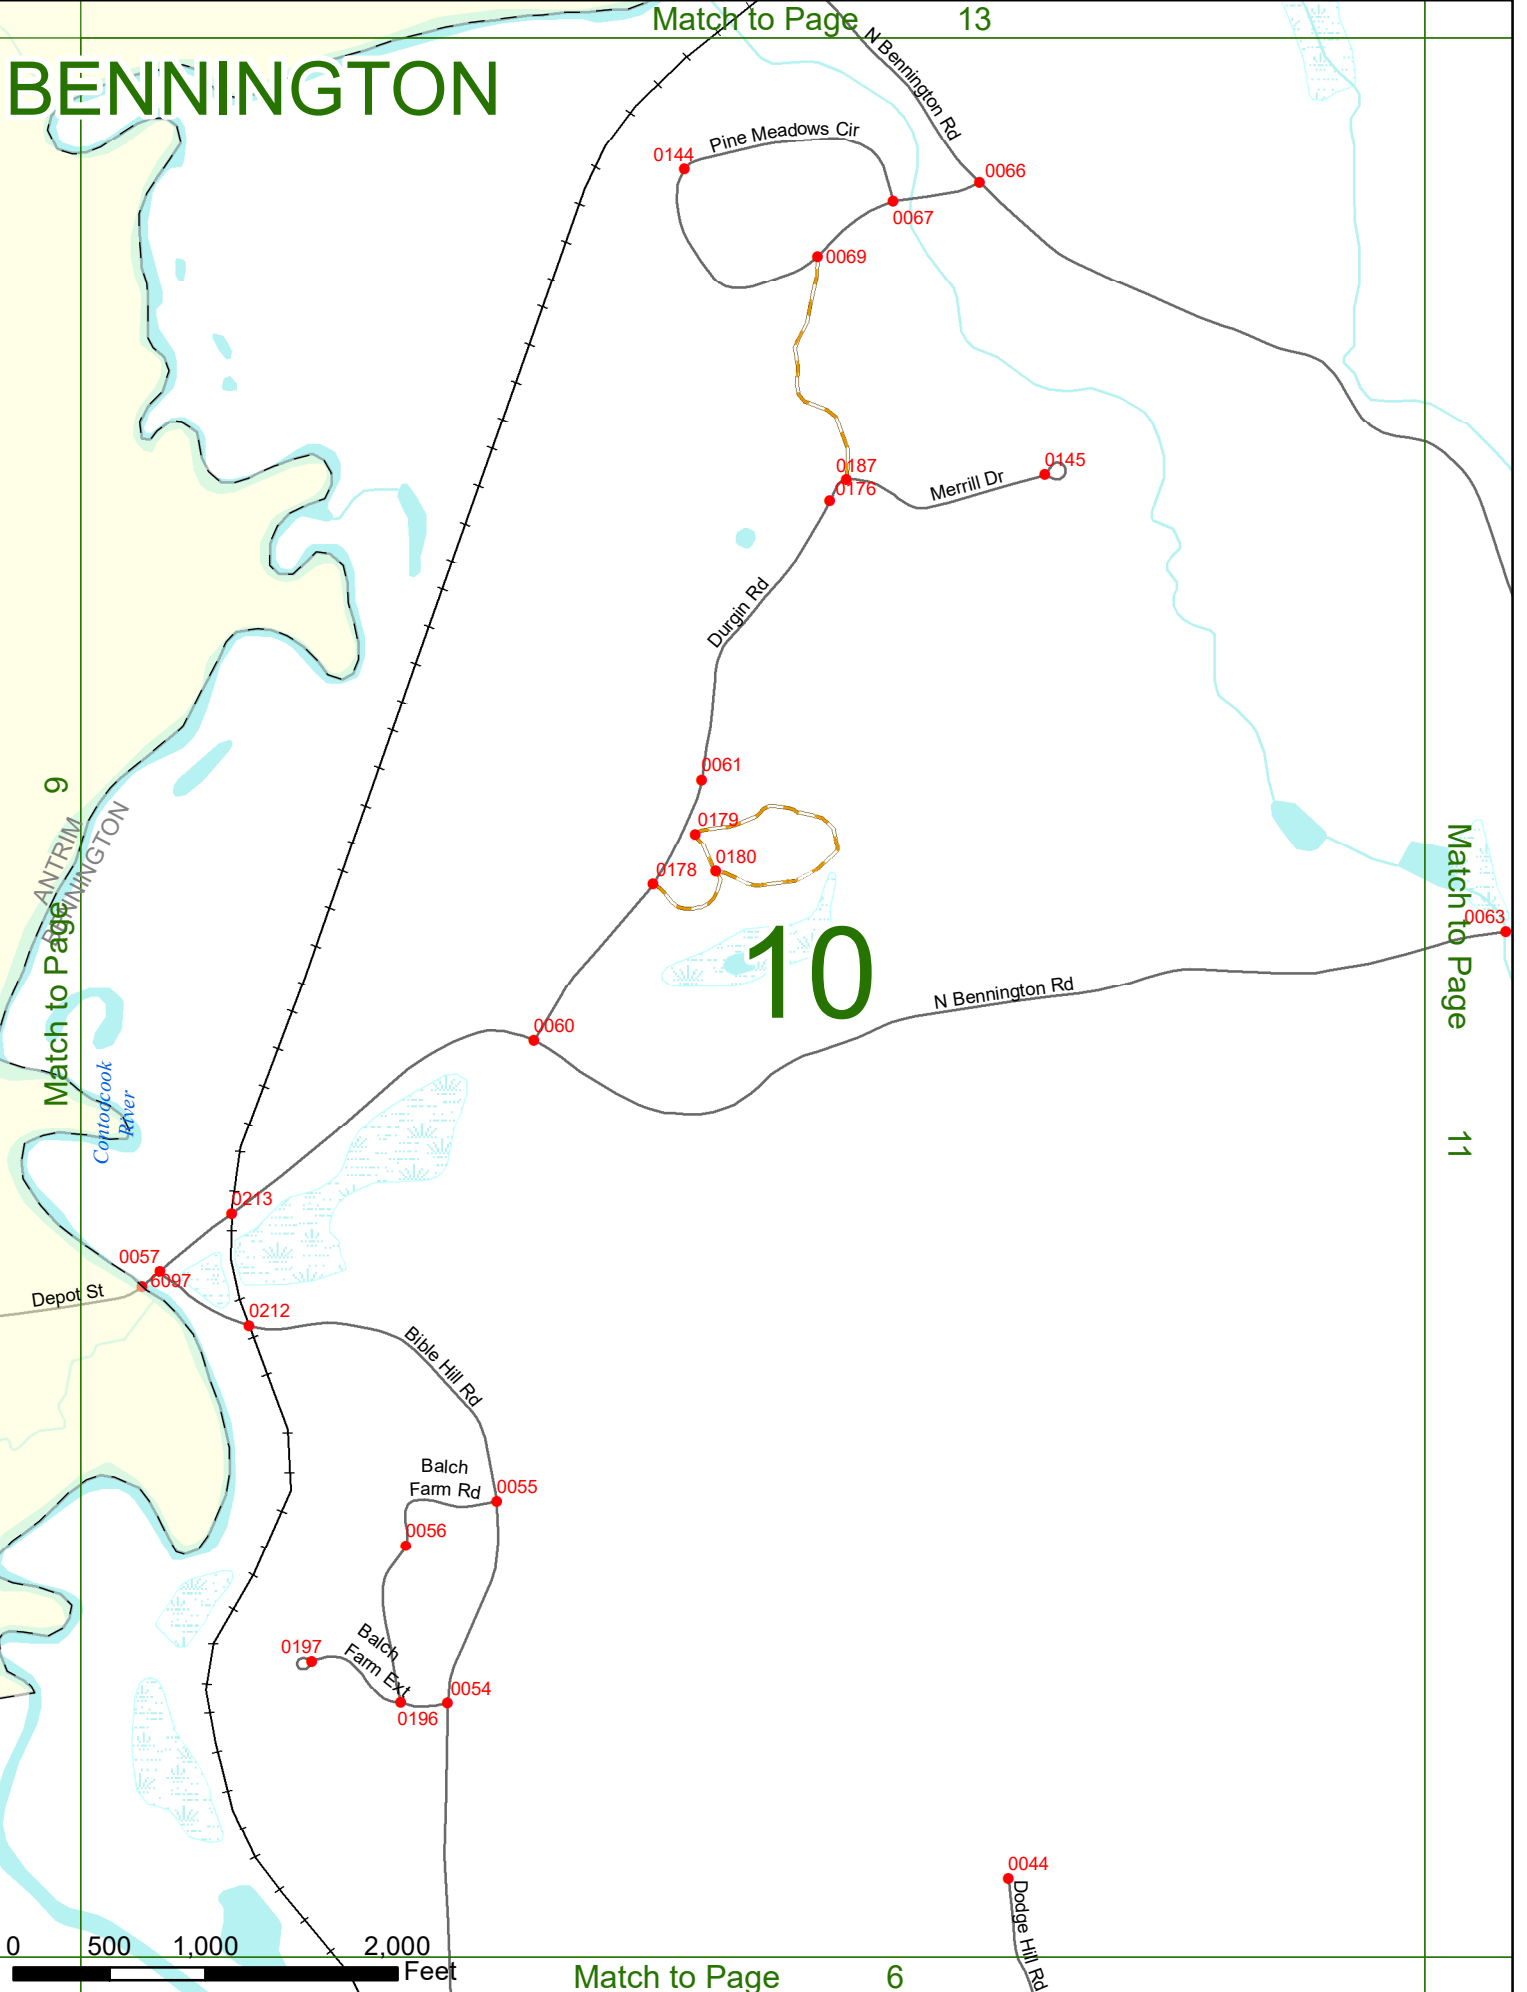 Match to Page 13
BENNINGTON
N Bennington Rd
Pine Meadows Cir
0144
0066
0067
0069
0187
0176
0145
Merrill Dr
Durgin Rd
0061
9
Match to Page
ANTRIM
BENNINGTON
0179
0180
0178
10
Match to Page
11
0063
N Bennington Rd
0060
Contoocook
River
0213
0057
6097
Depot St
0212
Bible Hill Rd
Balch
Farm Rd
0055
0056
Balch
Farm Ext
0197
0054
0196
0044
Dodge Hill Rd
0 500 1,000 2,000
Feet
Match to Page 6